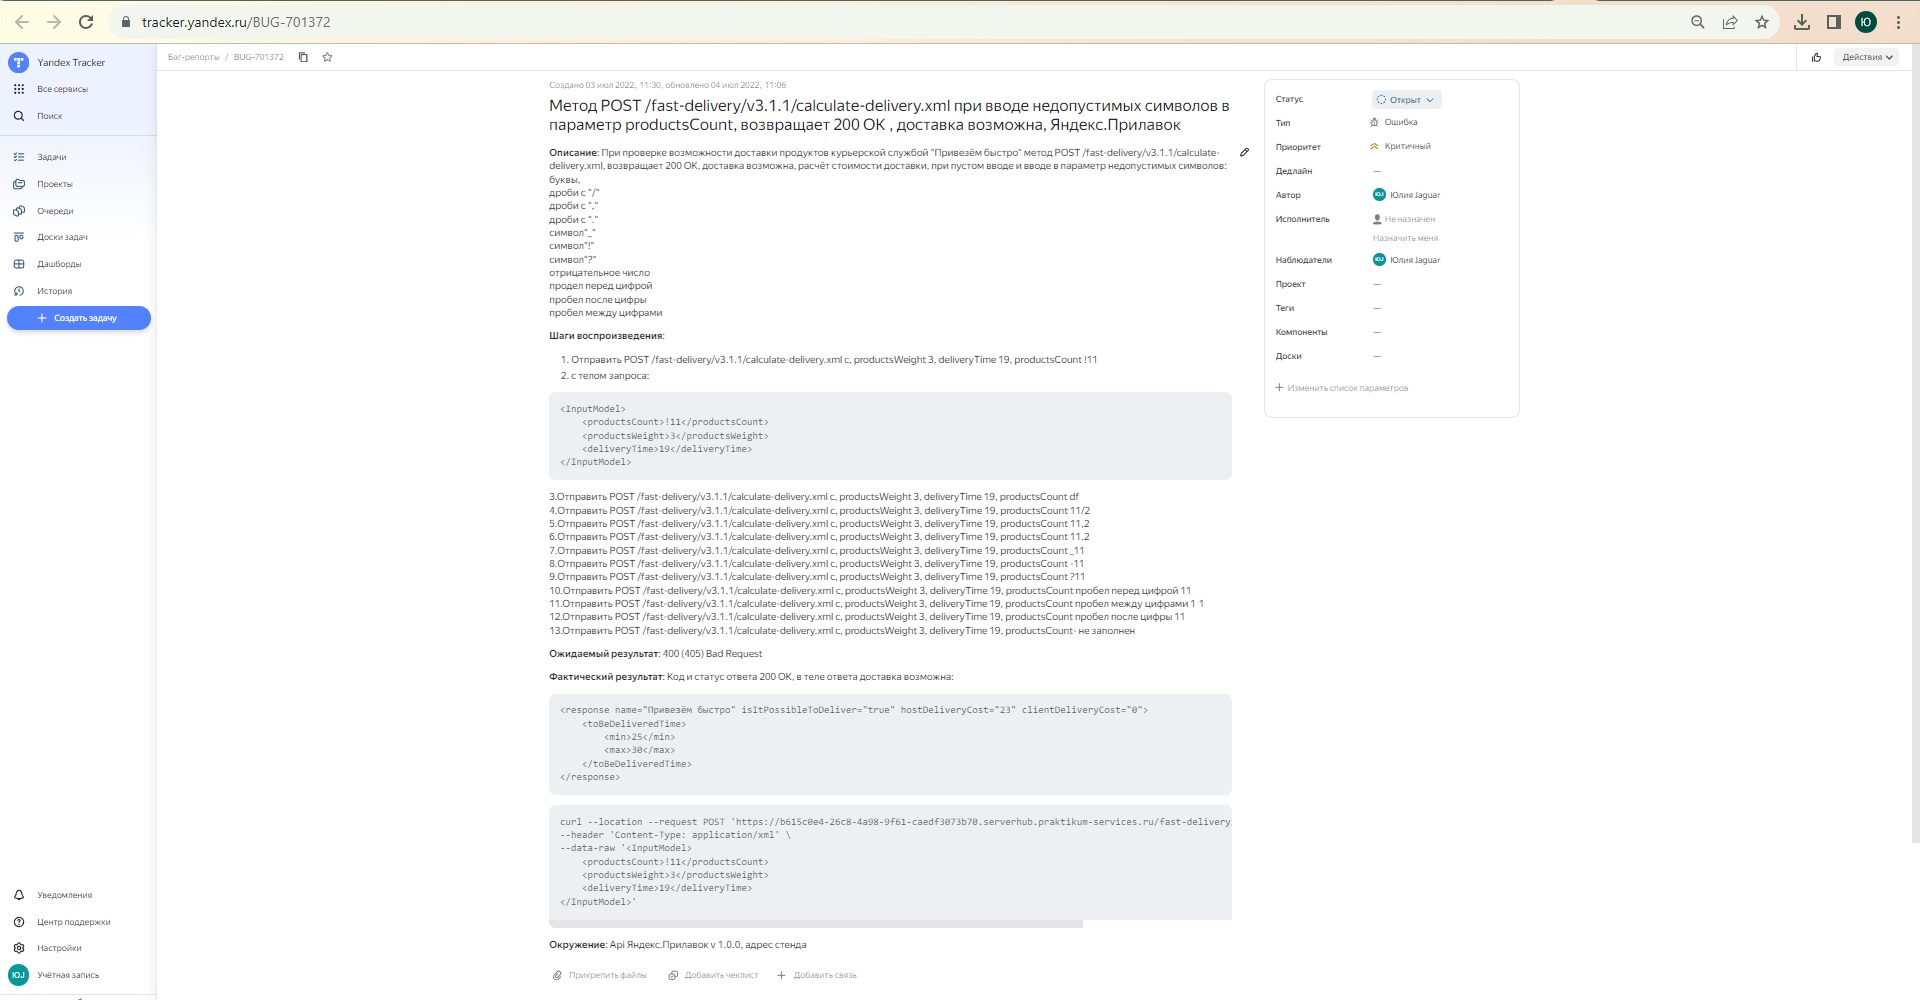 tracker.yandex.ru/BUG-701372
Ю
Yandex Tracker
Все сервисы
Поиск
Задачи
Проекты
Очереди
Доски задач
Дашборды
История
Создать задачу
Уведомления
Центр поддержки
Настройки
ЮJ Учётная запись
Баг-репорты / BUG-701372
Действия
Создано 03 июл 2022, 11:30, обновлено 04 июл 2022, 11:06
Метод POST /fast-delivery/v3.1.1/calculate-delivery.xml при вводе недопустимых символов в
параметр productsCount, возвращает 200 ОК , доставка возможна, Яндекс.Прилавок
Описание: При проверке возможности доставки продуктов курьерской службой "Привезём быстро" метод POST /fast-delivery/v3.1.1/calculate-
delivery.xml, возвращает 200 ОК, доставка возможна, расчёт стоимости доставки, при пустом вводе и вводе в параметр недопустимых символов:
буквы,
дроби с "/"
дроби с ","
дроби с "."
символ"_"
символ"!"
символ"?"
отрицательное число
продел перед цифрой
пробел после цифры
пробел между цифрами
Шаги воспроизведения:
1. Отправить POST /fast-delivery/v3.1.1/calculate-delivery.xml с, productsWeight 3, deliveryTime 19, productsCount !11
2. с телом запроса:
<InputModel>
<productsCount>!11</productsCount>
<productsWeight>3</productsWeight>
<deliveryTime>19</deliveryTime>
</InputModel>
3.Отправить POST /fast-delivery/v3.1.1/calculate-delivery.xml с, productsWeight 3, deliveryTime 19, productsCount df
4.Отправить POST /fast-delivery/v3.1.1/calculate-delivery.xml с, productsWeight 3, deliveryTime 19, productsCount 11/2
5.Отправить POST /fast-delivery/v3.1.1/calculate-delivery.xml с, productsWeight 3, deliveryTime 19, productsCount 11,2
6.Отправить POST /fast-delivery/v3.1.1/calculate-delivery.xml с, productsWeight 3, deliveryTime 19, productsCount 11.2
7.Отправить POST /fast-delivery/v3.1.1/calculate-delivery.xml с, productsWeight 3, deliveryTime 19, productsCount _11
8.Отправить POST /fast-delivery/v3.1.1/calculate-delivery.xml с, productsWeight 3, deliveryTime 19, productsCount -11
9.Отправить POST /fast-delivery/v3.1.1/calculate-delivery.xml с, productsWeight 3, deliveryTime 19, productsCount ?11
10.Отправить POST /fast-delivery/v3.1.1/calculate-delivery.xml с, productsWeight 3, deliveryTime 19, productsCount пробел перед цифрой 11
11.Отправить POST /fast-delivery/v3.1.1/calculate-delivery.xml с, productsWeight 3, deliveryTime 19, productsCount пробел между цифрами 1 1
12.Отправить POST /fast-delivery/v3.1.1/calculate-delivery.xml с, productsWeight 3, deliveryTime 19, productsCount пробел после цифры 11
13.Отправить POST /fast-delivery/v3.1.1/calculate-delivery.xml с, productsWeight 3, deliveryTime 19, productsCount- не заполнен
Ожидаемый результат: 400 (405) Bad Request
Фактический результат: Код и статус ответа 200 ОК, в теле ответа доставка возможна:
<response name="Привезём быстро" isItPossibleToDeliver="true" hostDeliveryCost="23" clientDeliveryCost="0">
<toBeDeliveredTime>
<min>25</min>
<max>30</max>
</toBeDeliveredTime>
</response>
curl --location --request POST 'https://b615c0e4-26c8-4a98-9f61-caedf3073b70.serverhub.praktikum-services.ru/fast-delivery
--header 'Content-Type: application/xml' \
--data-raw '<InputModel>
<productsCount>!11</productsCount>
<productsWeight>3</productsWeight>
<deliveryTime>19</deliveryTime>
</InputModel>'
Окружение: Api Яндекс.Прилавок v 1.0.0, адрес стенда
Прикрепить файлы Добавить чеклист Добавить связь
Статус Открыт
Тип Ошибка
Приоритет Критичный
Дедлайн —
Автор ЮJ Юлия Jaguar
Исполнитель Не назначен
Назначить меня
Наблюдатели ЮJ Юлия Jaguar
Проект —
Теги —
Компоненты —
Доски —
Изменить список параметров